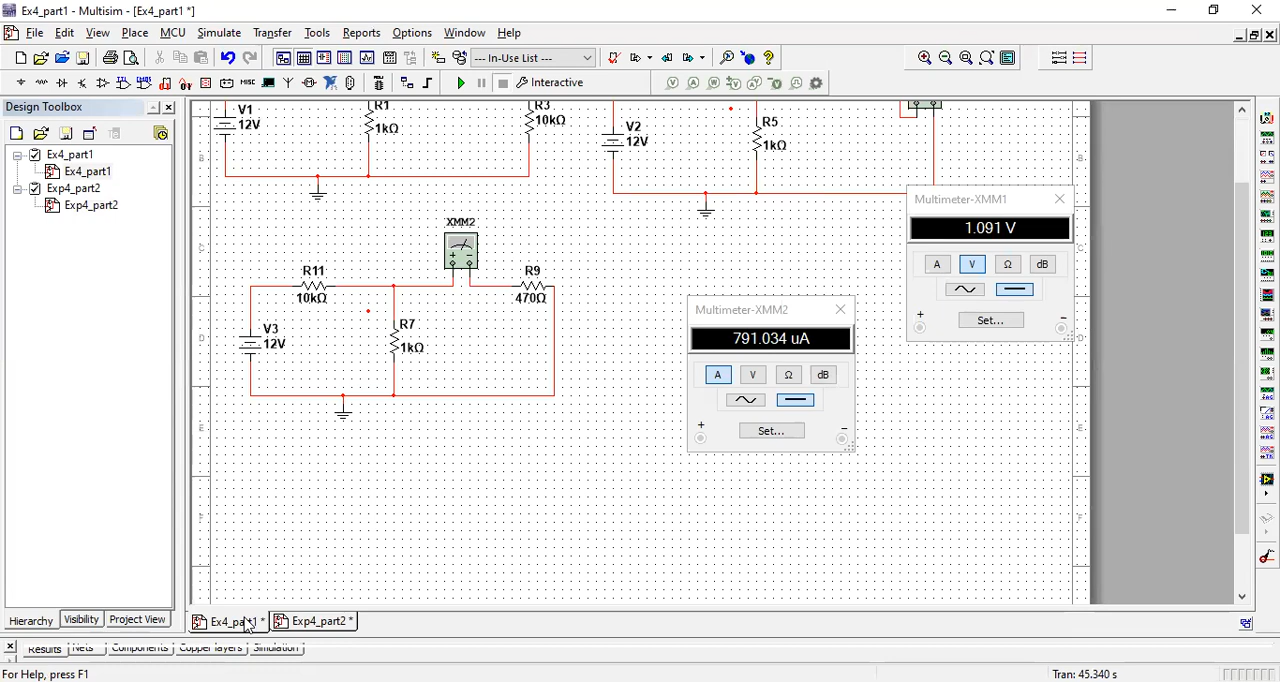 Ex4_part1 - Multisim - [Ex4_part1 *]
File Edit View Place MCU Simulate Transfer Tools Reports Options Window Help
--- In-Use List ---
Interactive
Design Toolbox
Ex4_part1
Ex4_part1
Exp4_part2
Exp4_part2
V1
12V
R1
1kΩ
R3
10kΩ
V2
12V
R5
1kΩ
B
B
C
C
D
D
E
E
F
F
XMM2
R11
10kΩ
R9
470Ω
V3
12V
R7
1kΩ
Multimeter-XMM1
1.091 V
A V Ω dB
+ Set... −
Multimeter-XMM2
791.034 uA
A V Ω dB
+ Set... −
Hierarchy Visibility Project View
Ex4_part1 * Exp4_part2 *
Results Nets Components Copper layers Simulation
For Help, press F1
Tran: 45.340 s